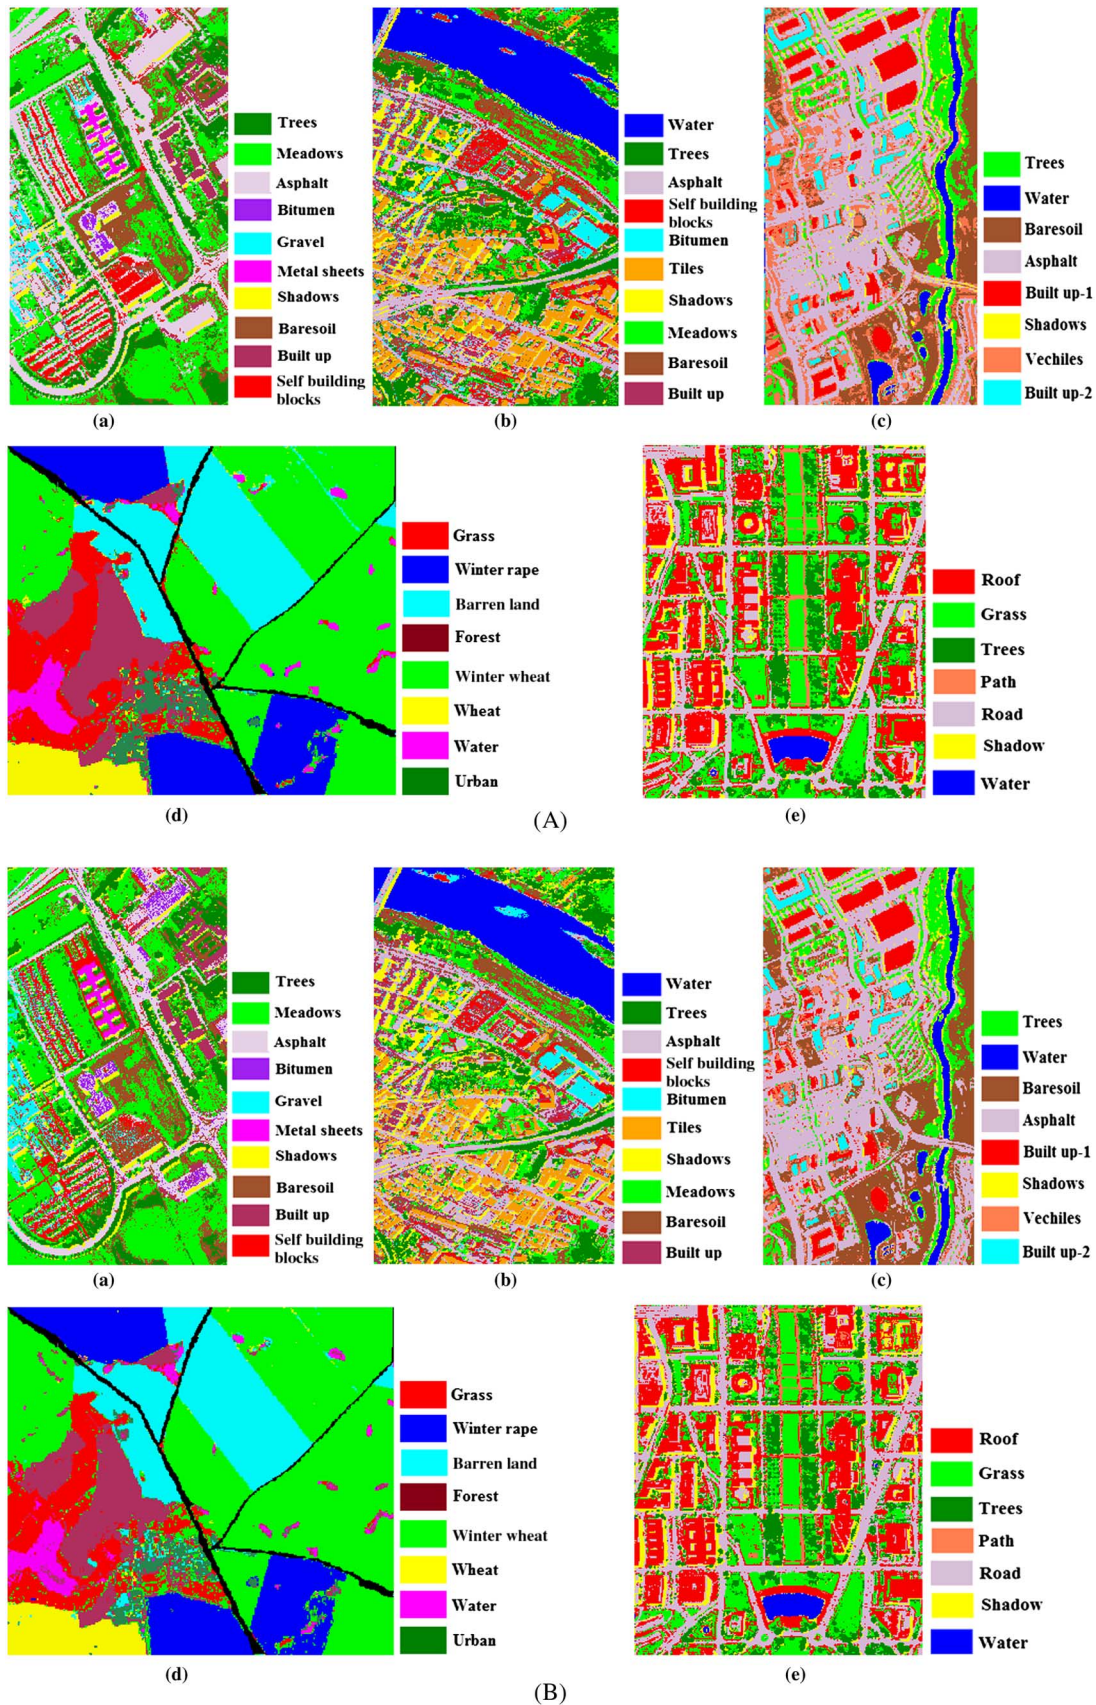 Trees
Meadows
Asphalt
Bitumen
Gravel
Metal sheets
Shadows
Baresoil
Built up
Self building
blocks
(a)
Water
Trees
Asphalt
Self building
blocks
Bitumen
Tiles
Shadows
Meadows
Baresoil
Built up
(b)
Trees
Water
Baresoil
Asphalt
Built up-1
Shadows
Vechiles
Built up-2
(c)
Grass
Winter rape
Barren land
Forest
Winter wheat
Wheat
Water
Urban
(d)
Roof
Grass
Trees
Path
Road
Shadow
Water
(e)
(A)
Trees
Meadows
Asphalt
Bitumen
Gravel
Metal sheets
Shadows
Baresoil
Built up
Self building
blocks
(a)
Water
Trees
Asphalt
Self building
blocks
Bitumen
Tiles
Shadows
Meadows
Baresoil
Built up
(b)
Trees
Water
Baresoil
Asphalt
Built up-1
Shadows
Vechiles
Built up-2
(c)
Grass
Winter rape
Barren land
Forest
Winter wheat
Wheat
Water
Urban
(d)
Roof
Grass
Trees
Path
Road
Shadow
Water
(e)
(B)